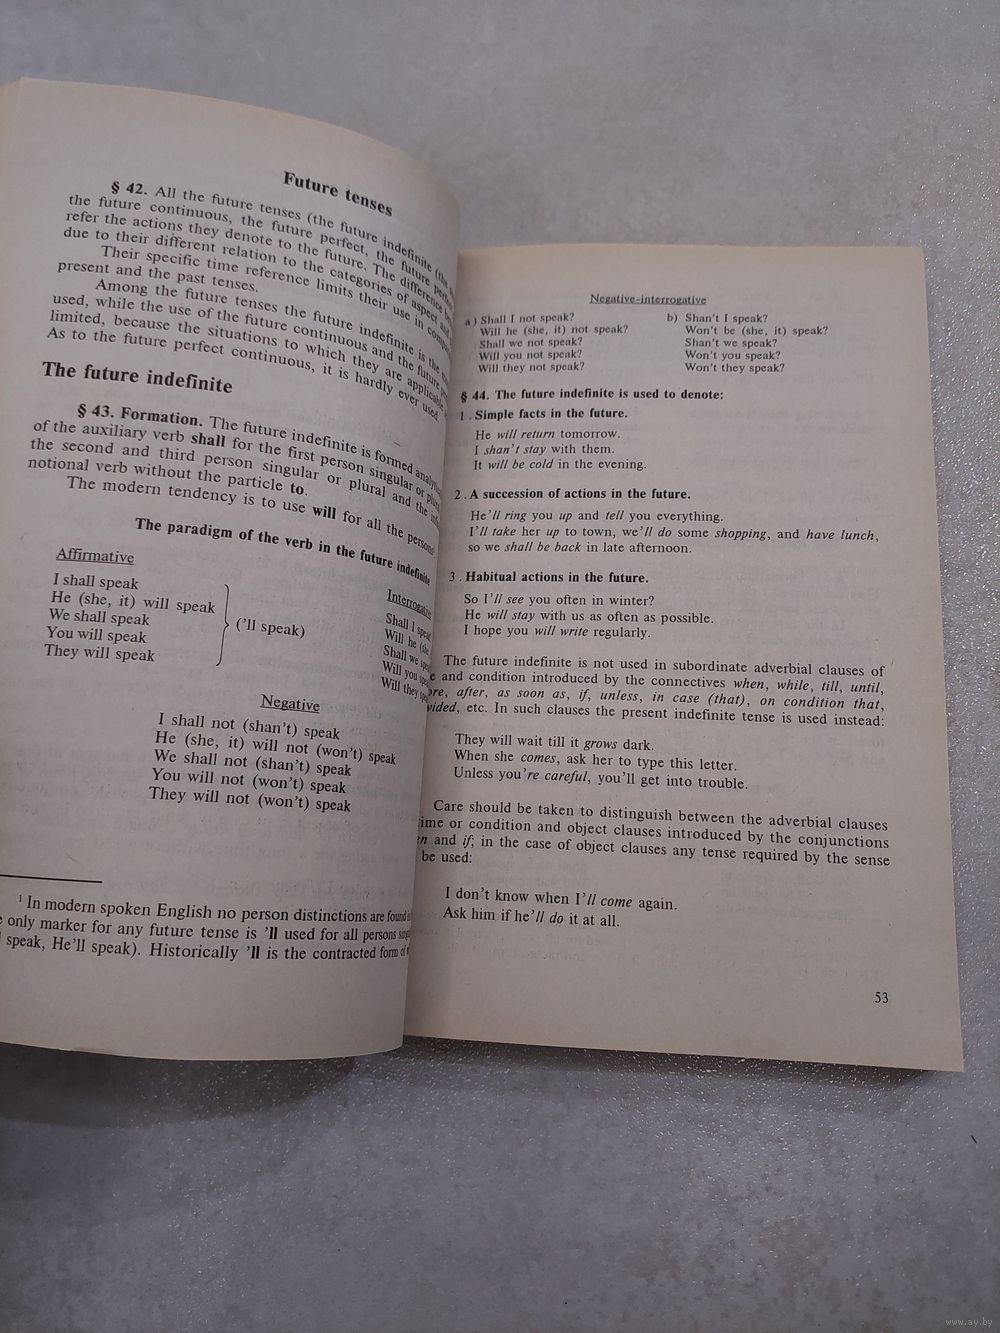 Future tenses
§ 42. All the future tenses (the future indefinite (the
the future continuous, the future perfect, the future perfect
refer the actions they denote to the future. The difference
due to their different relation to the categories of aspect and
Their specific time reference limits their use in
present and the past tenses.
Among the future tenses the future indefinite is the
used, while the use of the future continuous and the future
limited, because the situations to which they are applicable
As to the future perfect continuous, it is hardly ever used.
The future indefinite
§ 43. Formation. The future indefinite is formed
of the auxiliary verb shall for the first person singular or
the second and third person singular or plural and the
notional verb without the particle to.
The modern tendency is to use will for all the persons
The paradigm of the verb in the future indefinite
Affirmative
I shall speak
He (she, it) will speak
We shall speak
You will speak
They will speak
('ll speak)
Interrogative
Shall I speak
Will he (she
Shall we
Will you
Will they
Negative
I shall not (shan't) speak
He (she, it) will not (won't) speak
We shall not (shan't) speak
You will not (won't) speak
They will not (won't) speak
1 In modern spoken English no person distinctions are found
only marker for any future tense is 'll used for all persons
speak, He'll speak). Historically 'll is the contracted form of
Negative-interrogative
a) Shall I not speak?
Will he (she, it) not speak?
Shall we not speak?
Will you not speak?
Will they not speak?
b) Shan't I speak?
Won't be (she, it) speak?
Shan't we speak?
Won't you speak?
Won't they speak?
§ 44. The future indefinite is used to denote:
1. Simple facts in the future.
He will return tomorrow.
I shan't stay with them.
It will be cold in the evening.
2. A succession of actions in the future.
He'll ring you up and tell you everything.
I'll take her up to town, we'll do some shopping, and have lunch,
so we shall be back in late afternoon.
3. Habitual actions in the future.
So I'll see you often in winter?
He will stay with us as often as possible.
I hope you will write regularly.
The future indefinite is not used in subordinate adverbial clauses of
and condition introduced by the connectives when, while, till, until,
after, as soon as, if, unless, in case (that), on condition that,
etc. In such clauses the present indefinite tense is used instead:
They will wait till it grows dark.
When she comes, ask her to type this letter.
Unless you're careful, you'll get into trouble.
Care should be taken to distinguish between the adverbial clauses
or condition and object clauses introduced by the conjunctions
and if; in the case of object clauses any tense required by the sense
be used:
I don't know when I'll come again.
Ask him if he'll do it at all.
53
www.ay.by